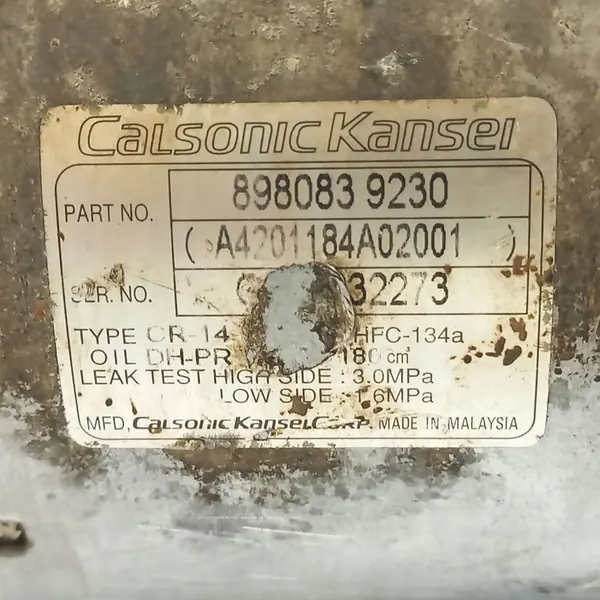 CALSONIC KANSEI
PART NO. 898083 9230
( A4201184A02001 )
SER. NO. 32273
TYPE CR-14 HFC-134a
OIL DH-PR 180 cm³
LEAK TEST HIGH SIDE : 3.0MPa
LOW SIDE : 1.6MPa
MFD. CALSONIC KANSEI CORP. MADE IN MALAYSIA